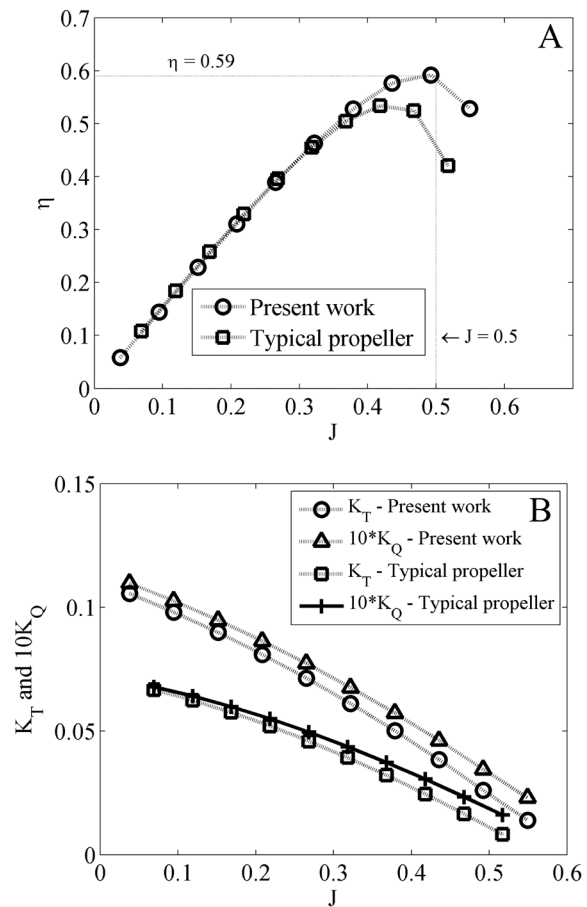 A
η = 0.59
0.7
0.6
0.5
0.4
0.3
0.2
0.1
0
η
Present work
Typical propeller
← J = 0.5
0 0.1 0.2 0.3 0.4 0.5 0.6
J
B
0.15
0.1
0.05
0
K_T and 10K_Q
K_T - Present work
10*K_Q - Present work
K_T - Typical propeller
10*K_Q - Typical propeller
0 0.1 0.2 0.3 0.4 0.5 0.6
J